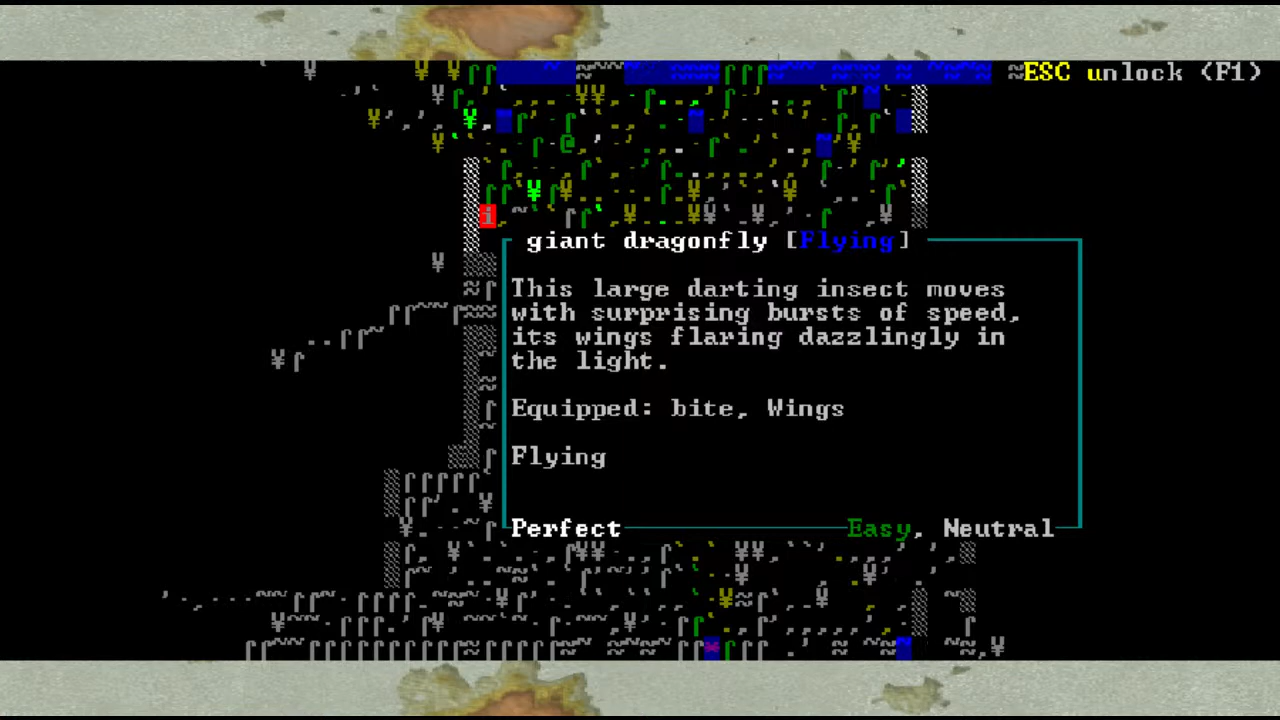 ESC unlock (F1)
giant dragonfly [Flying]
This large darting insect moves
with surprising bursts of speed,
its wings flaring dazzlingly in
the light.
Equipped: bite, Wings
Flying
Perfect
Easy, Neutral